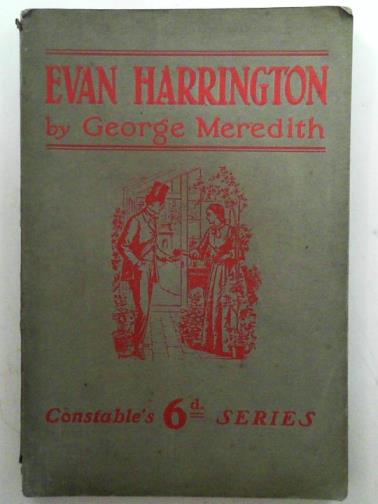 EVAN HARRINGTON
by George Meredith
Constable's 6d. SERIES